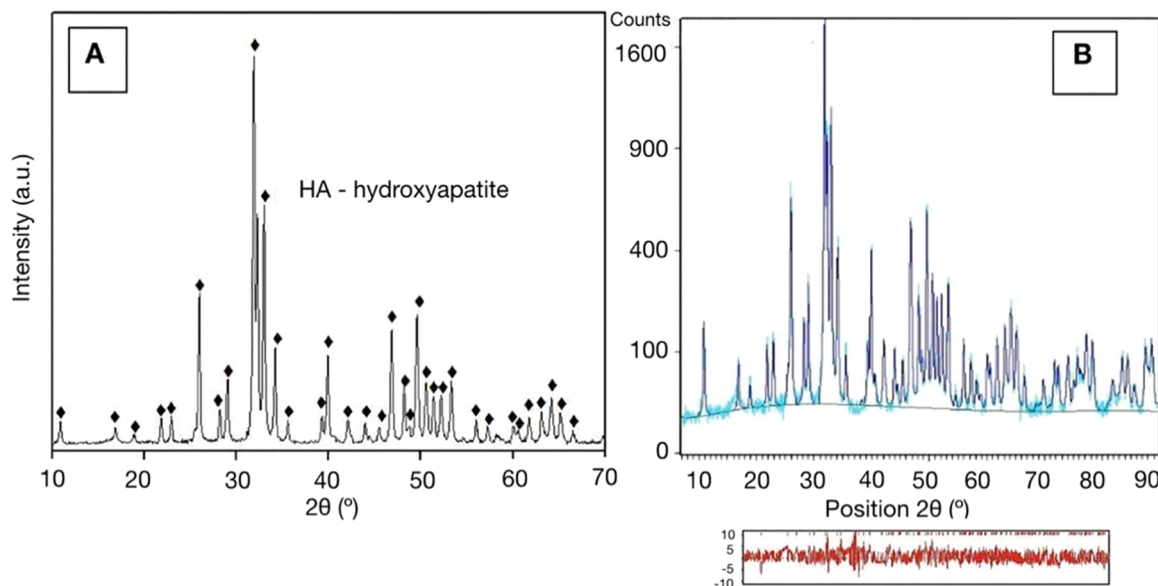 A
HA - hydroxyapatite
Intensity (a.u.)
10 20 30 40 50 60 70
2θ (º)
Counts
B
1600
900
400
100
0
10 20 30 40 50 60 70 80 90
Position 2θ (º)
10
5
-5
-10